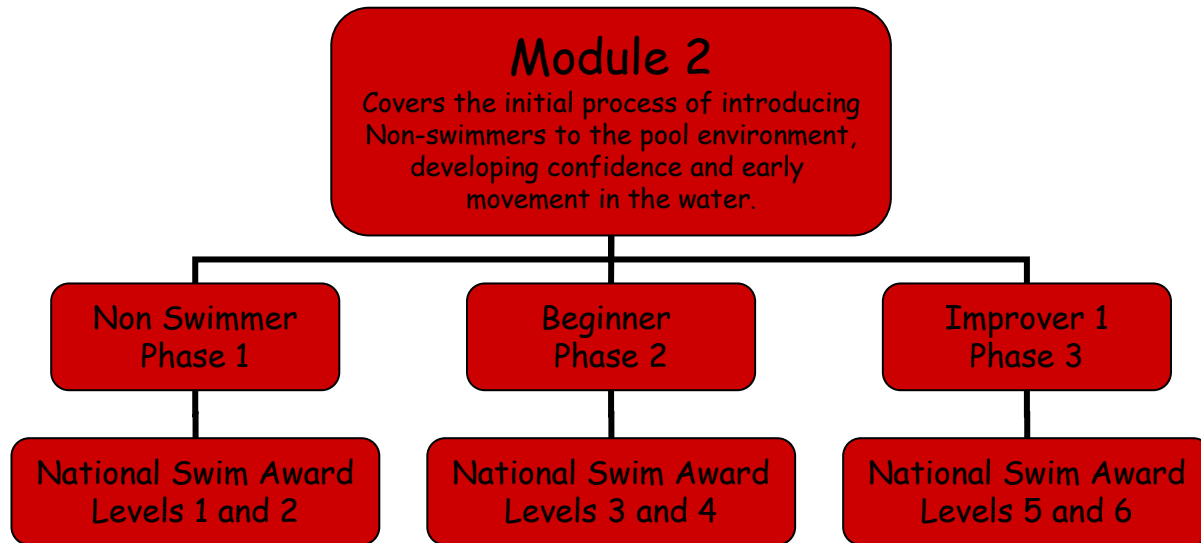 Module 2
Covers the initial process of introducing
Non-swimmers to the pool environment,
developing confidence and early
movement in the water.
Non Swimmer
Phase 1
Beginner
Phase 2
Improver 1
Phase 3
National Swim Award
Levels 1 and 2
National Swim Award
Levels 3 and 4
National Swim Award
Levels 5 and 6